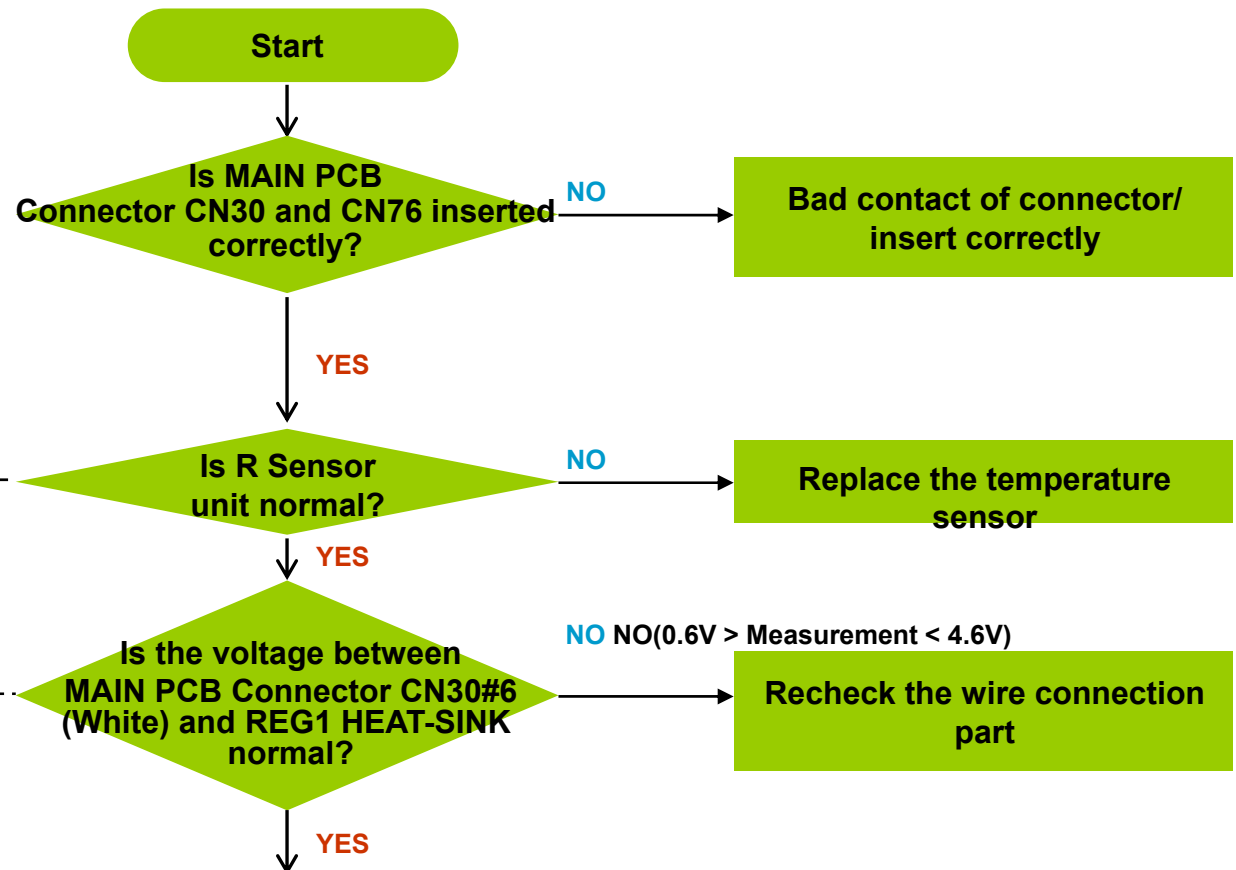 Start
Is MAIN PCB
Connector CN30 and CN76 inserted
correctly?
NO
Bad contact of connector/
insert correctly
YES
Is R Sensor
unit normal?
NO
Replace the temperature
sensor
YES
Is the voltage between
MAIN PCB Connector CN30#6
(White) and REG1 HEAT-SINK
normal?
NO NO(0.6V > Measurement < 4.6V)
Recheck the wire connection
part
YES